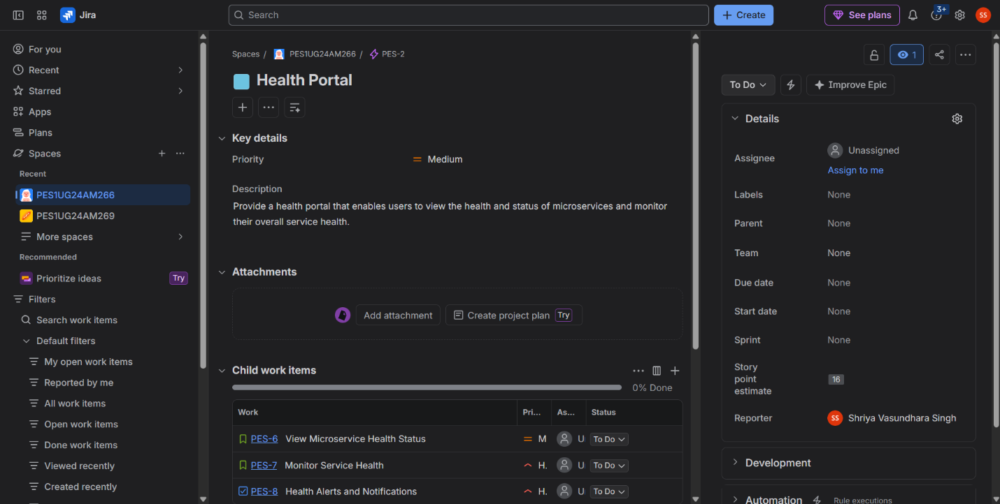 Jira
Search
Create
See plans
3+
SS
For you
Recent
Starred
Apps
Plans
Spaces
Recent
PES1UG24AM266
PES1UG24AM269
More spaces
Recommended
Prioritize ideas
Try
Filters
Search work items
Default filters
My open work items
Reported by me
All work items
Open work items
Done work items
Viewed recently
Created recently
Spaces / PES1UG24AM266 / PES-2
Health Portal
Key details
Priority
Medium
Description
Provide a health portal that enables users to view the health and status of microservices and monitor
their overall service health.
Attachments
Add attachment
Create project plan Try
Child work items
0% Done
Work Pri... As... Status
PES-6 View Microservice Health Status M U To Do
PES-7 Monitor Service Health H. U To Do
PES-8 Health Alerts and Notifications H. U To Do
1
To Do
Improve Epic
Details
Assignee
Unassigned
Assign to me
Labels
None
Parent
None
Team
None
Due date
None
Start date
None
Sprint
None
Story
point
estimate
16
Reporter
SS Shriya Vasundhara Singh
Development
Automation Rule executions